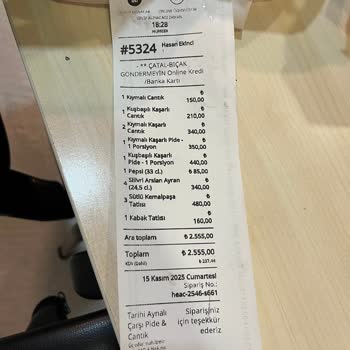 18:28
#5324
Hasan Ekinci
- ** ÇATAL-BIÇAK
GÖNDERMEYİN Online Kredi
/Banka Kartı
1 Kıymalı Cantık ₺ 150,00
1 Kuşbaşılı Kaşarlı Cantık ₺ 210,00
2 Kıymalı Kaşarlı Cantık ₺ 340,00
1 Kıymalı Kaşarlı Pide - 1 Porsiyon ₺ 350,00
1 Kuşbaşılı Kaşarlı Pide - 1 Porsiyon ₺ 440,00
1 Pepsi (33 cl.) ₺ 85,00
4 Silivri Arslan Ayran (24,5 cl.) ₺ 340,00
3 Sütlü Kemalpaşa Tatlısı ₺ 480,00
1 Kabak Tatlısı ₺ 160,00
Ara toplam ₺ 2.555,00
Toplam ₺ 2.555,00
KDV (Dahil)
15 Kasım 2025 Cumartesi
Sipariş No.:
heac-2546-s661
Tarihi Aynalı
Çarşı Pide &
Cantık
Siparişiniz
için teşekkür
ederiz